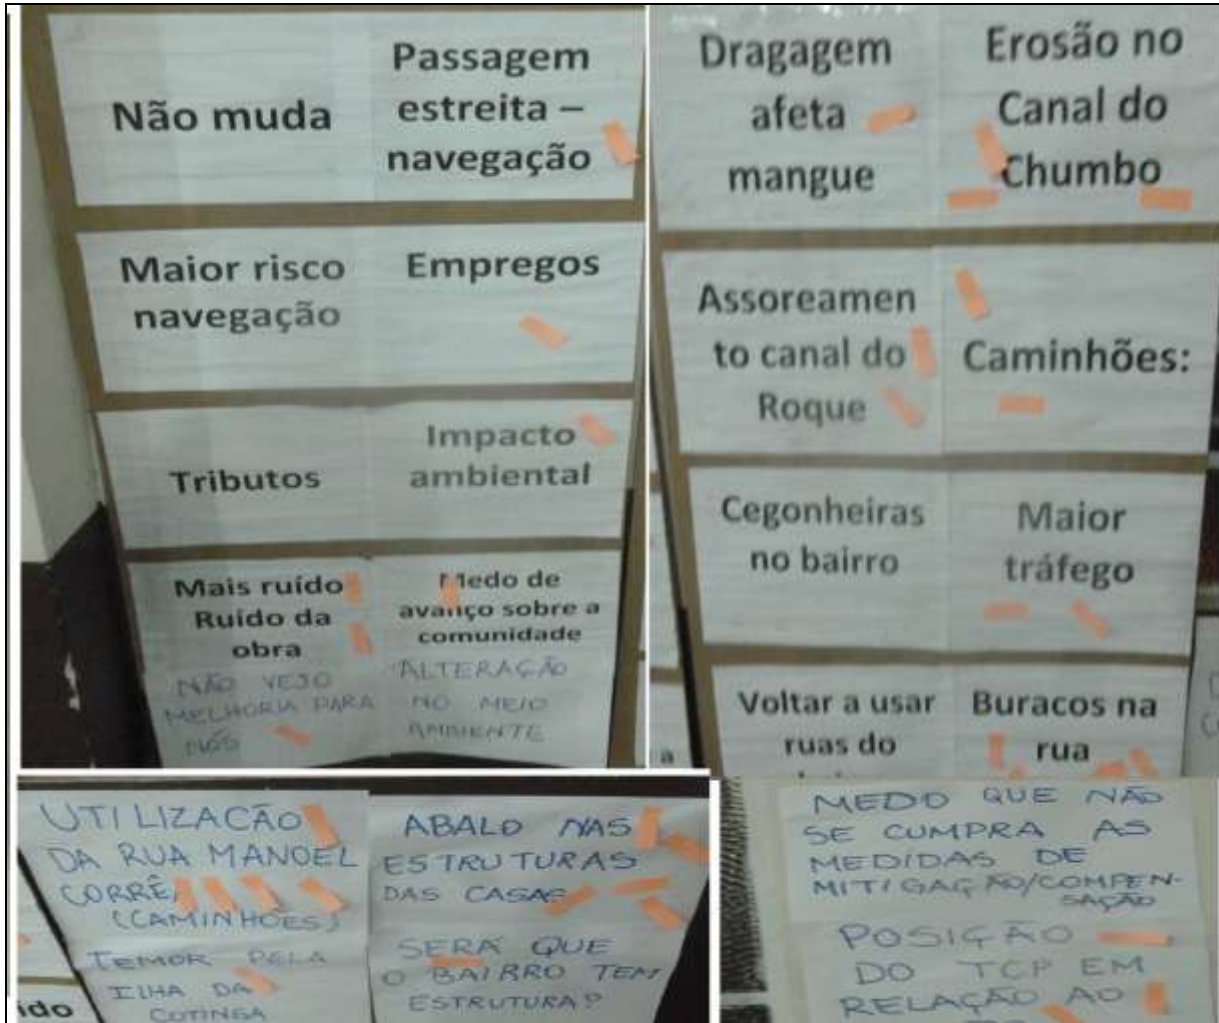 Não muda
Passagem
estreita –
navegação
Maior risco
navegação
Empregos
Tributos
Impacto
ambiental
Mais ruído
Ruído da
obra
NÃO VEJO
MELHORIA PARA
NÓS
Medo de
avanço sobre a
comunidade
ALTERAÇÃO
NO MEIO
AMBIENTE
Dragagem
afeta
mangue
Erosão no
Canal do
Chumbo
Assoreamen
to canal do
Roque
Caminhões:
Cegonheiras
no bairro
Maior
tráfego
Voltar a usar
ruas do
Buracos na
rua
a
UTILIZACÃO
DA RUA MANOEL
CORRÊ
(CAMINHÕES)
TEMOR PELA
ILHA DA
COTINGA
ido
ABALO NAS
ESTRUTURAS
DAS CASAS
SERÁ QUE
O BAIRRO TEM
ESTRUTURA?
MEDO QUE NÃO
SE CUMPRA AS
MEDIDAS DE
MITIGAÇÃO/COMPEN-
SAÇÃO
POSIÇÃO
DO TCP EM
RELAÇÃO AO